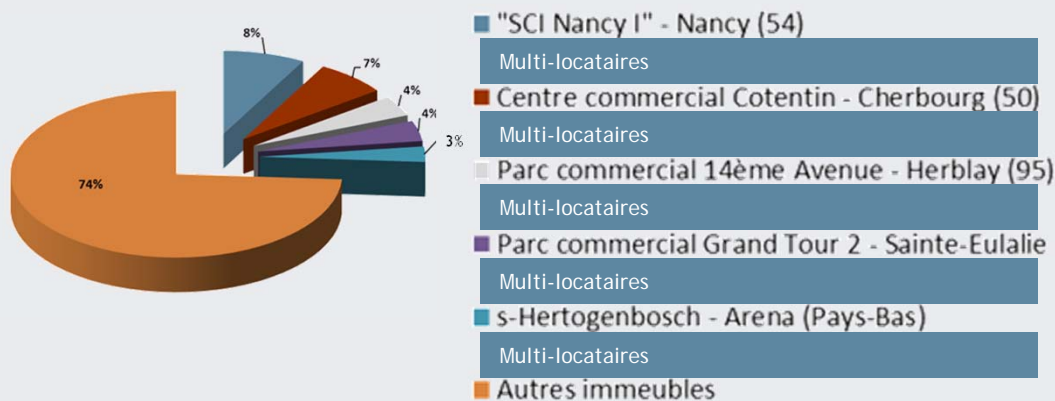 8%
7%
4%
4%
3%
74%
"SCI Nancy I" - Nancy (54)
Multi-locataires
Centre commercial Cotentin - Cherbourg (50)
Multi-locataires
Parc commercial 14ème Avenue - Herblay (95)
Multi-locataires
Parc commercial Grand Tour 2 - Sainte-Eulalie
Multi-locataires
s-Hertogenbosch - Arena (Pays-Bas)
Multi-locataires
Autres immeubles